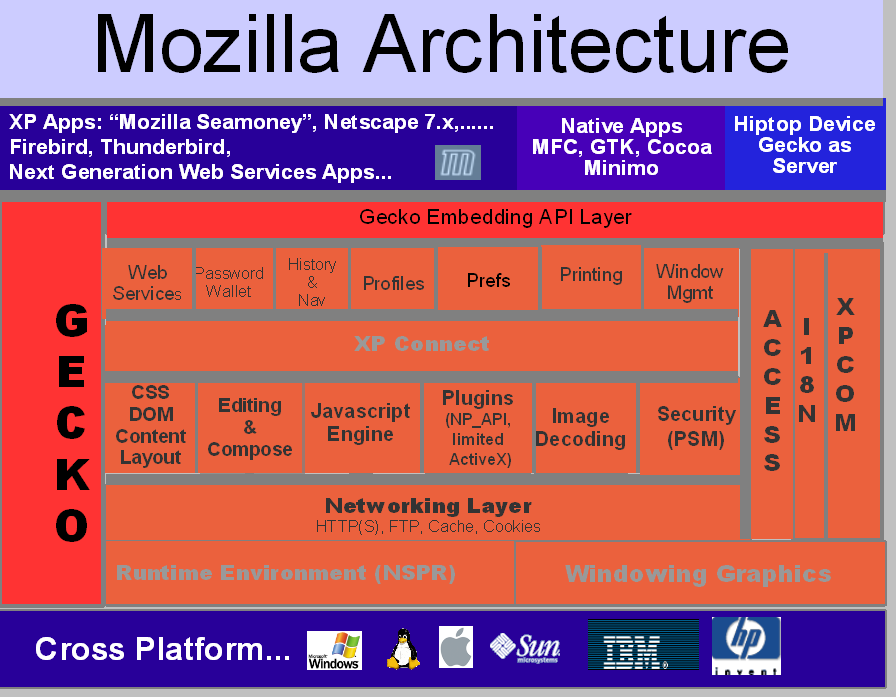 Mozilla Architecture
XP Apps: “Mozilla Seamoney”, Netscape 7.x,......
Firebird, Thunderbird,
Next Generation Web Services Apps...
m
Native Apps
MFC, GTK, Cocoa
Minimo
Hiptop Device
Gecko as
Server
GECKO
Gecko Embedding API Layer
Web
Services
Password
Wallet
History
&
Nav
Profiles
Prefs
Printing
Window
Mgmt
XP Connect
CSS
DOM
Content
Layout
Editing
&
Compose
Javascript
Engine
Plugins
(NP_API,
limited
ActiveX)
Image
Decoding
Security
(PSM)
Networking Layer
HTTP(S), FTP, Cache, Cookies
ACCESS
I18N
XPCOM
Runtime Environment (NSPR)
Windowing Graphics
Cross Platform...
Microsoft
Windows
Sun
microsystems
IBM
hp
invent